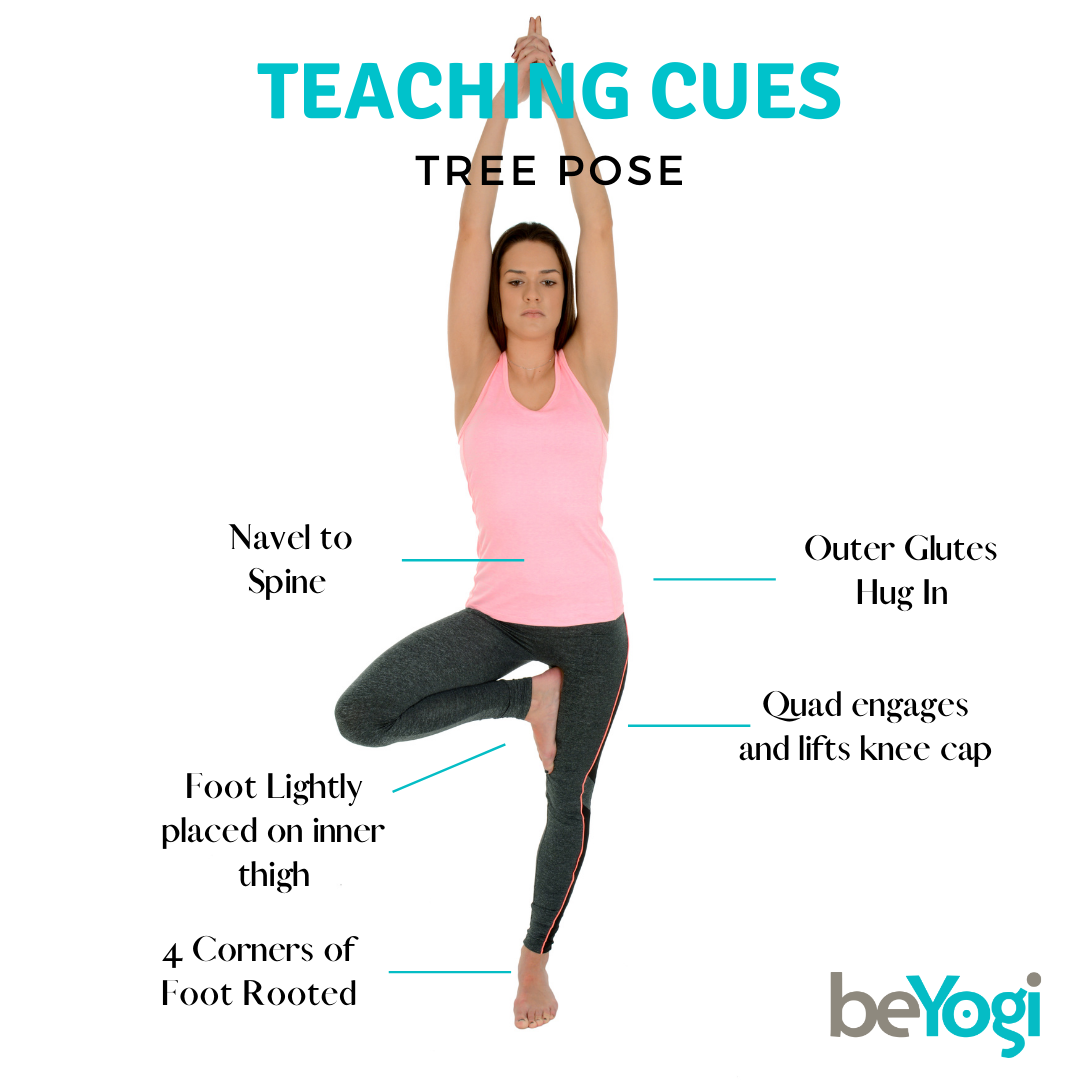 TEACHING CUES
TREE POSE
Navel to
Spine
Outer Glutes
Hug In
Quad engages
and lifts knee cap
Foot Lightly
placed on inner
thigh
4 Corners of
Foot Rooted
beYogi